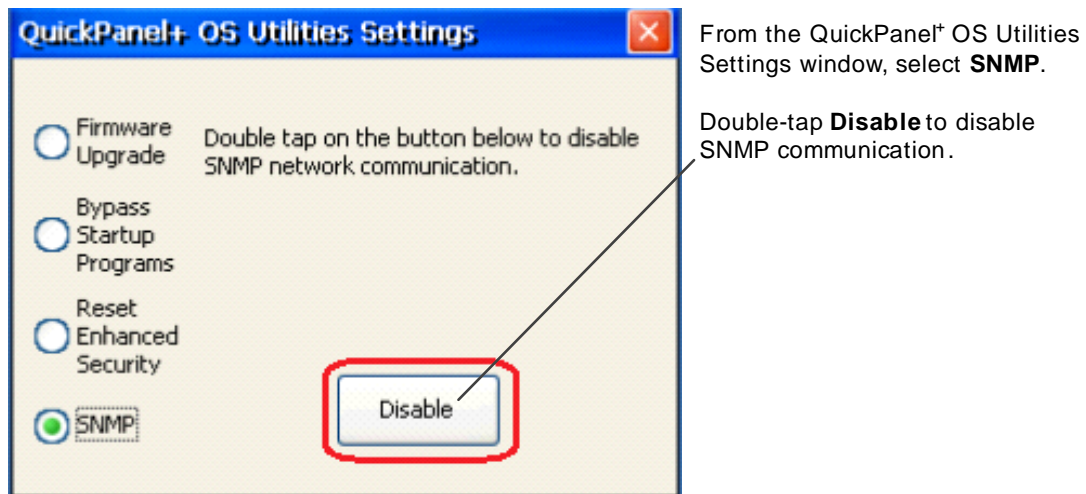 QuickPanel+ OS Utilities Settings
Firmware
Upgrade
Double tap on the button below to disable
SNMP network communication.
Bypass
Startup
Programs
Reset
Enhanced
Security
SNMP
Disable
From the QuickPanel⁺ OS Utilities
Settings window, select SNMP.
Double-tap Disable to disable
SNMP communication.